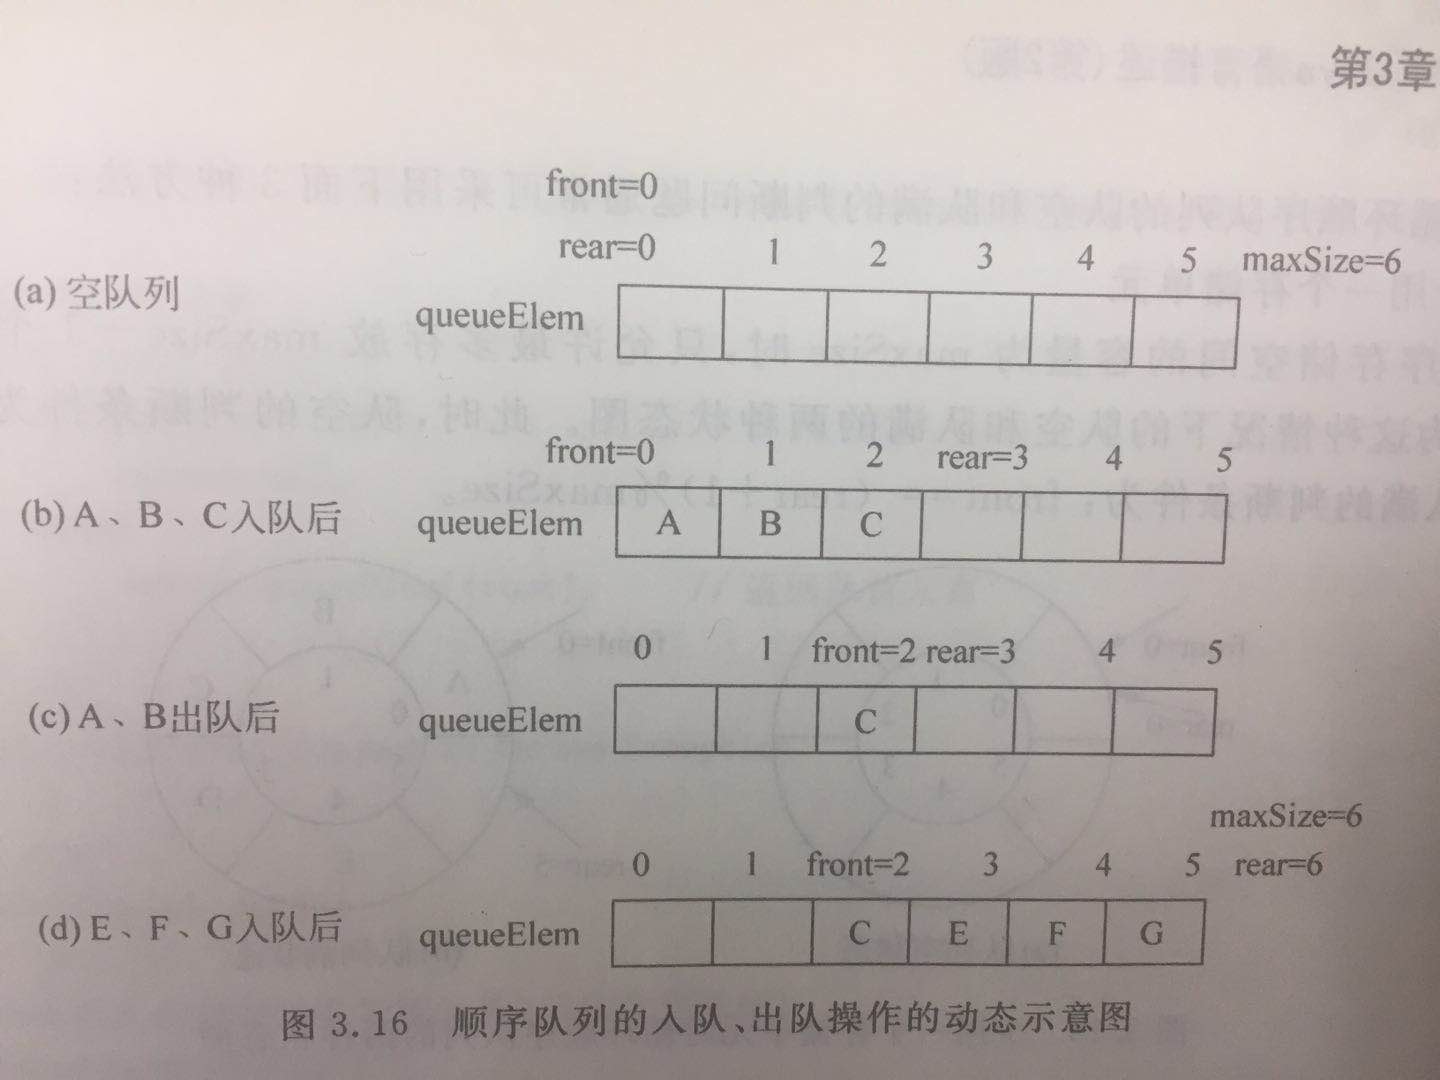 第3章
front=0
rear=0 1 2 3 4 5 maxSize=6
(a) 空队列
queueElem
front=0 1 2 rear=3 4 5
(b) A、B、C入队后 queueElem A B C
0 1 front=2 rear=3 4 5
(c) A、B出队后 queueElem C
maxSize=6
0 1 front=2 3 4 5 rear=6
(d) E、F、G入队后 queueElem C E F G
图 3.16 顺序队列的入队、出队操作的动态示意图